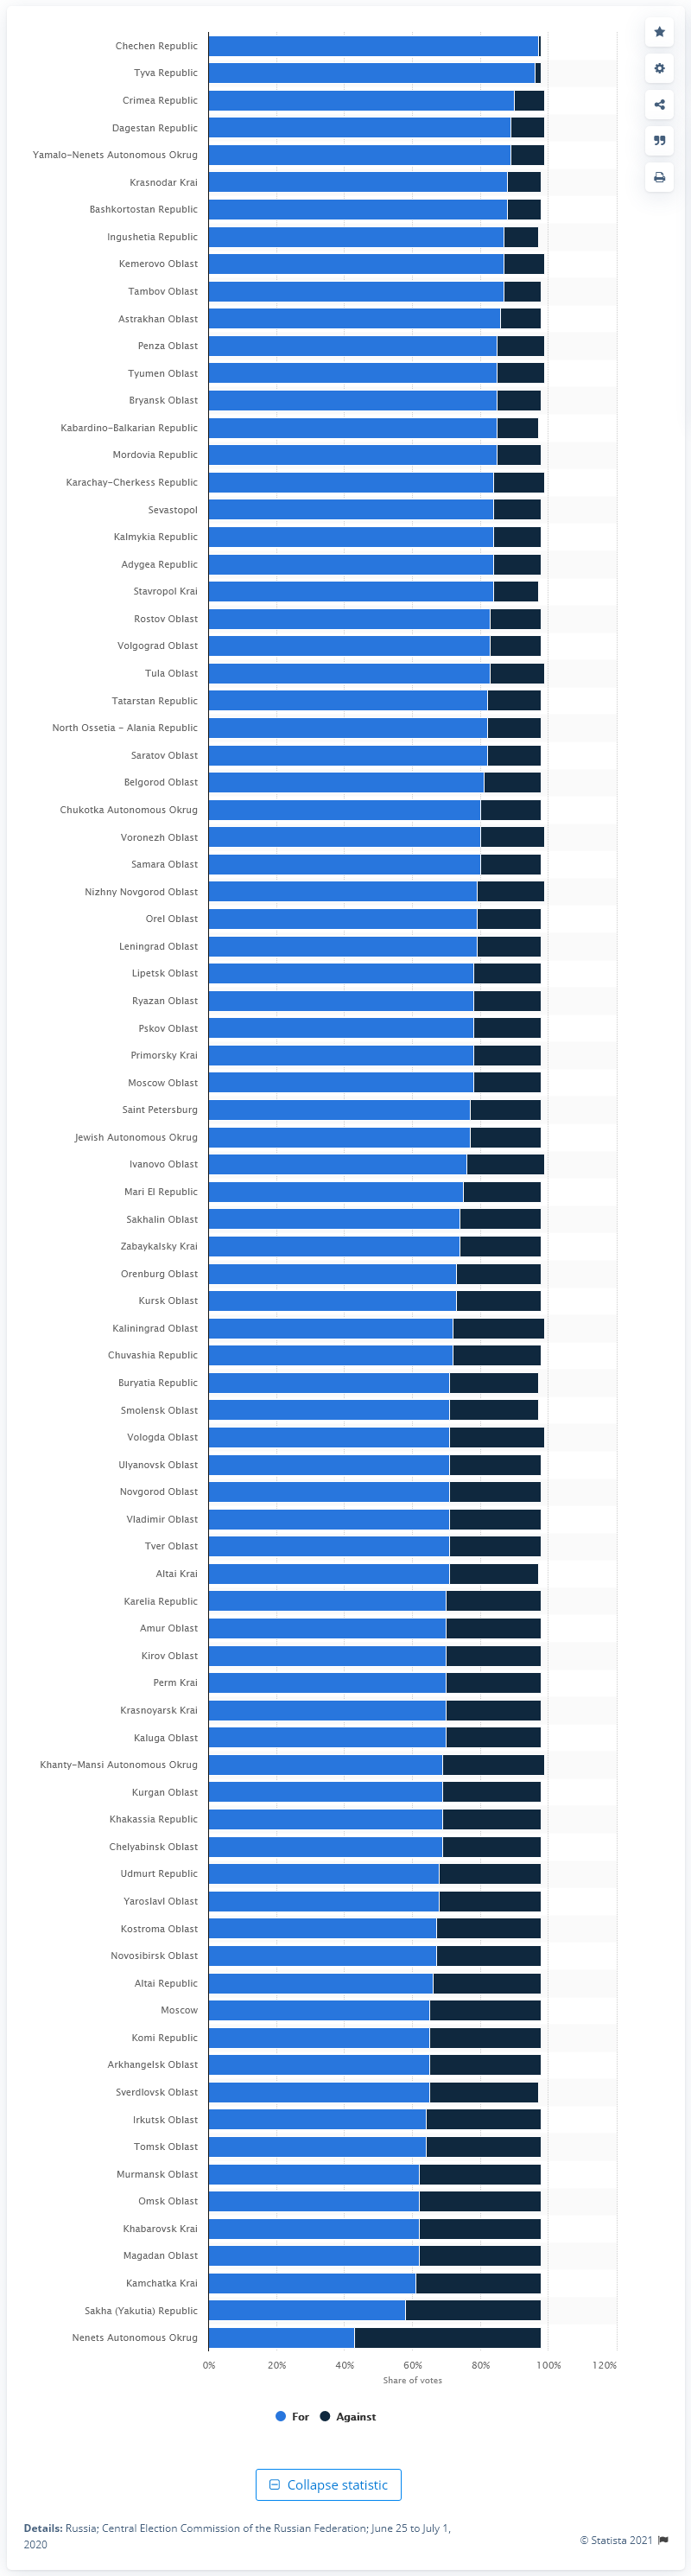 Chechen Republic
Tyva Republic
Crimea Republic
Dagestan Republic
Yamalo-Nenets Autonomous Okrug
Krasnodar Krai
Bashkortostan Republic
Ingushetia Republic
Kemerovo Oblast
Tambov Oblast
Astrakhan Oblast
Penza Oblast
Tyumen Oblast
Bryansk Oblast
Kabardino-Balkarian Republic
Mordovia Republic
Karachay-Cherkess Republic
Sevastopol
Kalmykia Republic
Adygea Republic
Stavropol Krai
Rostov Oblast
Volgograd Oblast
Tula Oblast
Tatarstan Republic
North Ossetia - Alania Republic
Saratov Oblast
Belgorod Oblast
Chukotka Autonomous Okrug
Voronezh Oblast
Samara Oblast
Nizhny Novgorod Oblast
Orel Oblast
Leningrad Oblast
Lipetsk Oblast
Ryazan Oblast
Pskov Oblast
Primorsky Krai
Moscow Oblast
Saint Petersburg
Jewish Autonomous Okrug
Ivanovo Oblast
Mari El Republic
Sakhalin Oblast
Zabaykalsky Krai
Orenburg Oblast
Kursk Oblast
Kaliningrad Oblast
Chuvashia Republic
Buryatia Republic
Smolensk Oblast
Vologda Oblast
Ulyanovsk Oblast
Novgorod Oblast
Vladimir Oblast
Tver Oblast
Altai Krai
Karelia Republic
Amur Oblast
Kirov Oblast
Perm Krai
Krasnoyarsk Krai
Kaluga Oblast
Khanty-Mansi Autonomous Okrug
Kurgan Oblast
Khakassia Republic
Chelyabinsk Oblast
Udmurt Republic
Yaroslavl Oblast
Kostroma Oblast
Novosibirsk Oblast
Altai Republic
Moscow
Komi Republic
Arkhangelsk Oblast
Sverdlovsk Oblast
Irkutsk Oblast
Tomsk Oblast
Murmansk Oblast
Omsk Oblast
Khabarovsk Krai
Magadan Oblast
Kamchatka Krai
Sakha (Yakutia) Republic
Nenets Autonomous Okrug
0% 20% 40% 60% 80% 100% 120%
Share of votes
For Against
Collapse statistic
Details: Russia; Central Election Commission of the Russian Federation; June 25 to July 1,
2020
© Statista 2021